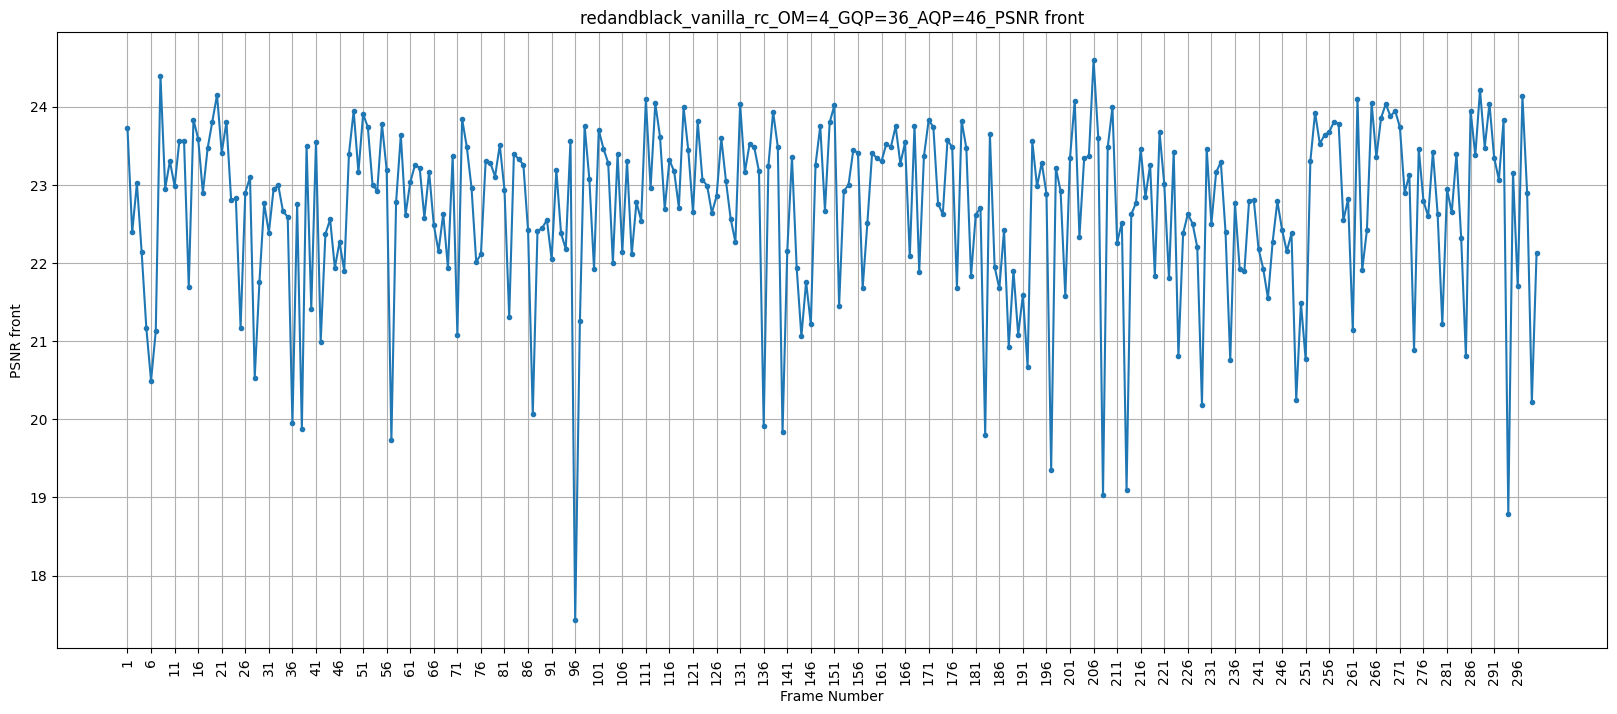 redandblack_vanilla_rc_OM=4_GQP=36_AQP=46_PSNR front
PSNR front
24
23
22
21
20
19
18
1 6 11 16 21 26 31 36 41 46 51 56 61 66 71 76 81 86 91 96 101 106 111 116 121 126 131 136 141 146 151 156 161 166 171 176 181 186 191 196 201 206 211 216 221 226 231 236 241 246 251 256 261 266 271 276 281 286 291 296
Frame Number